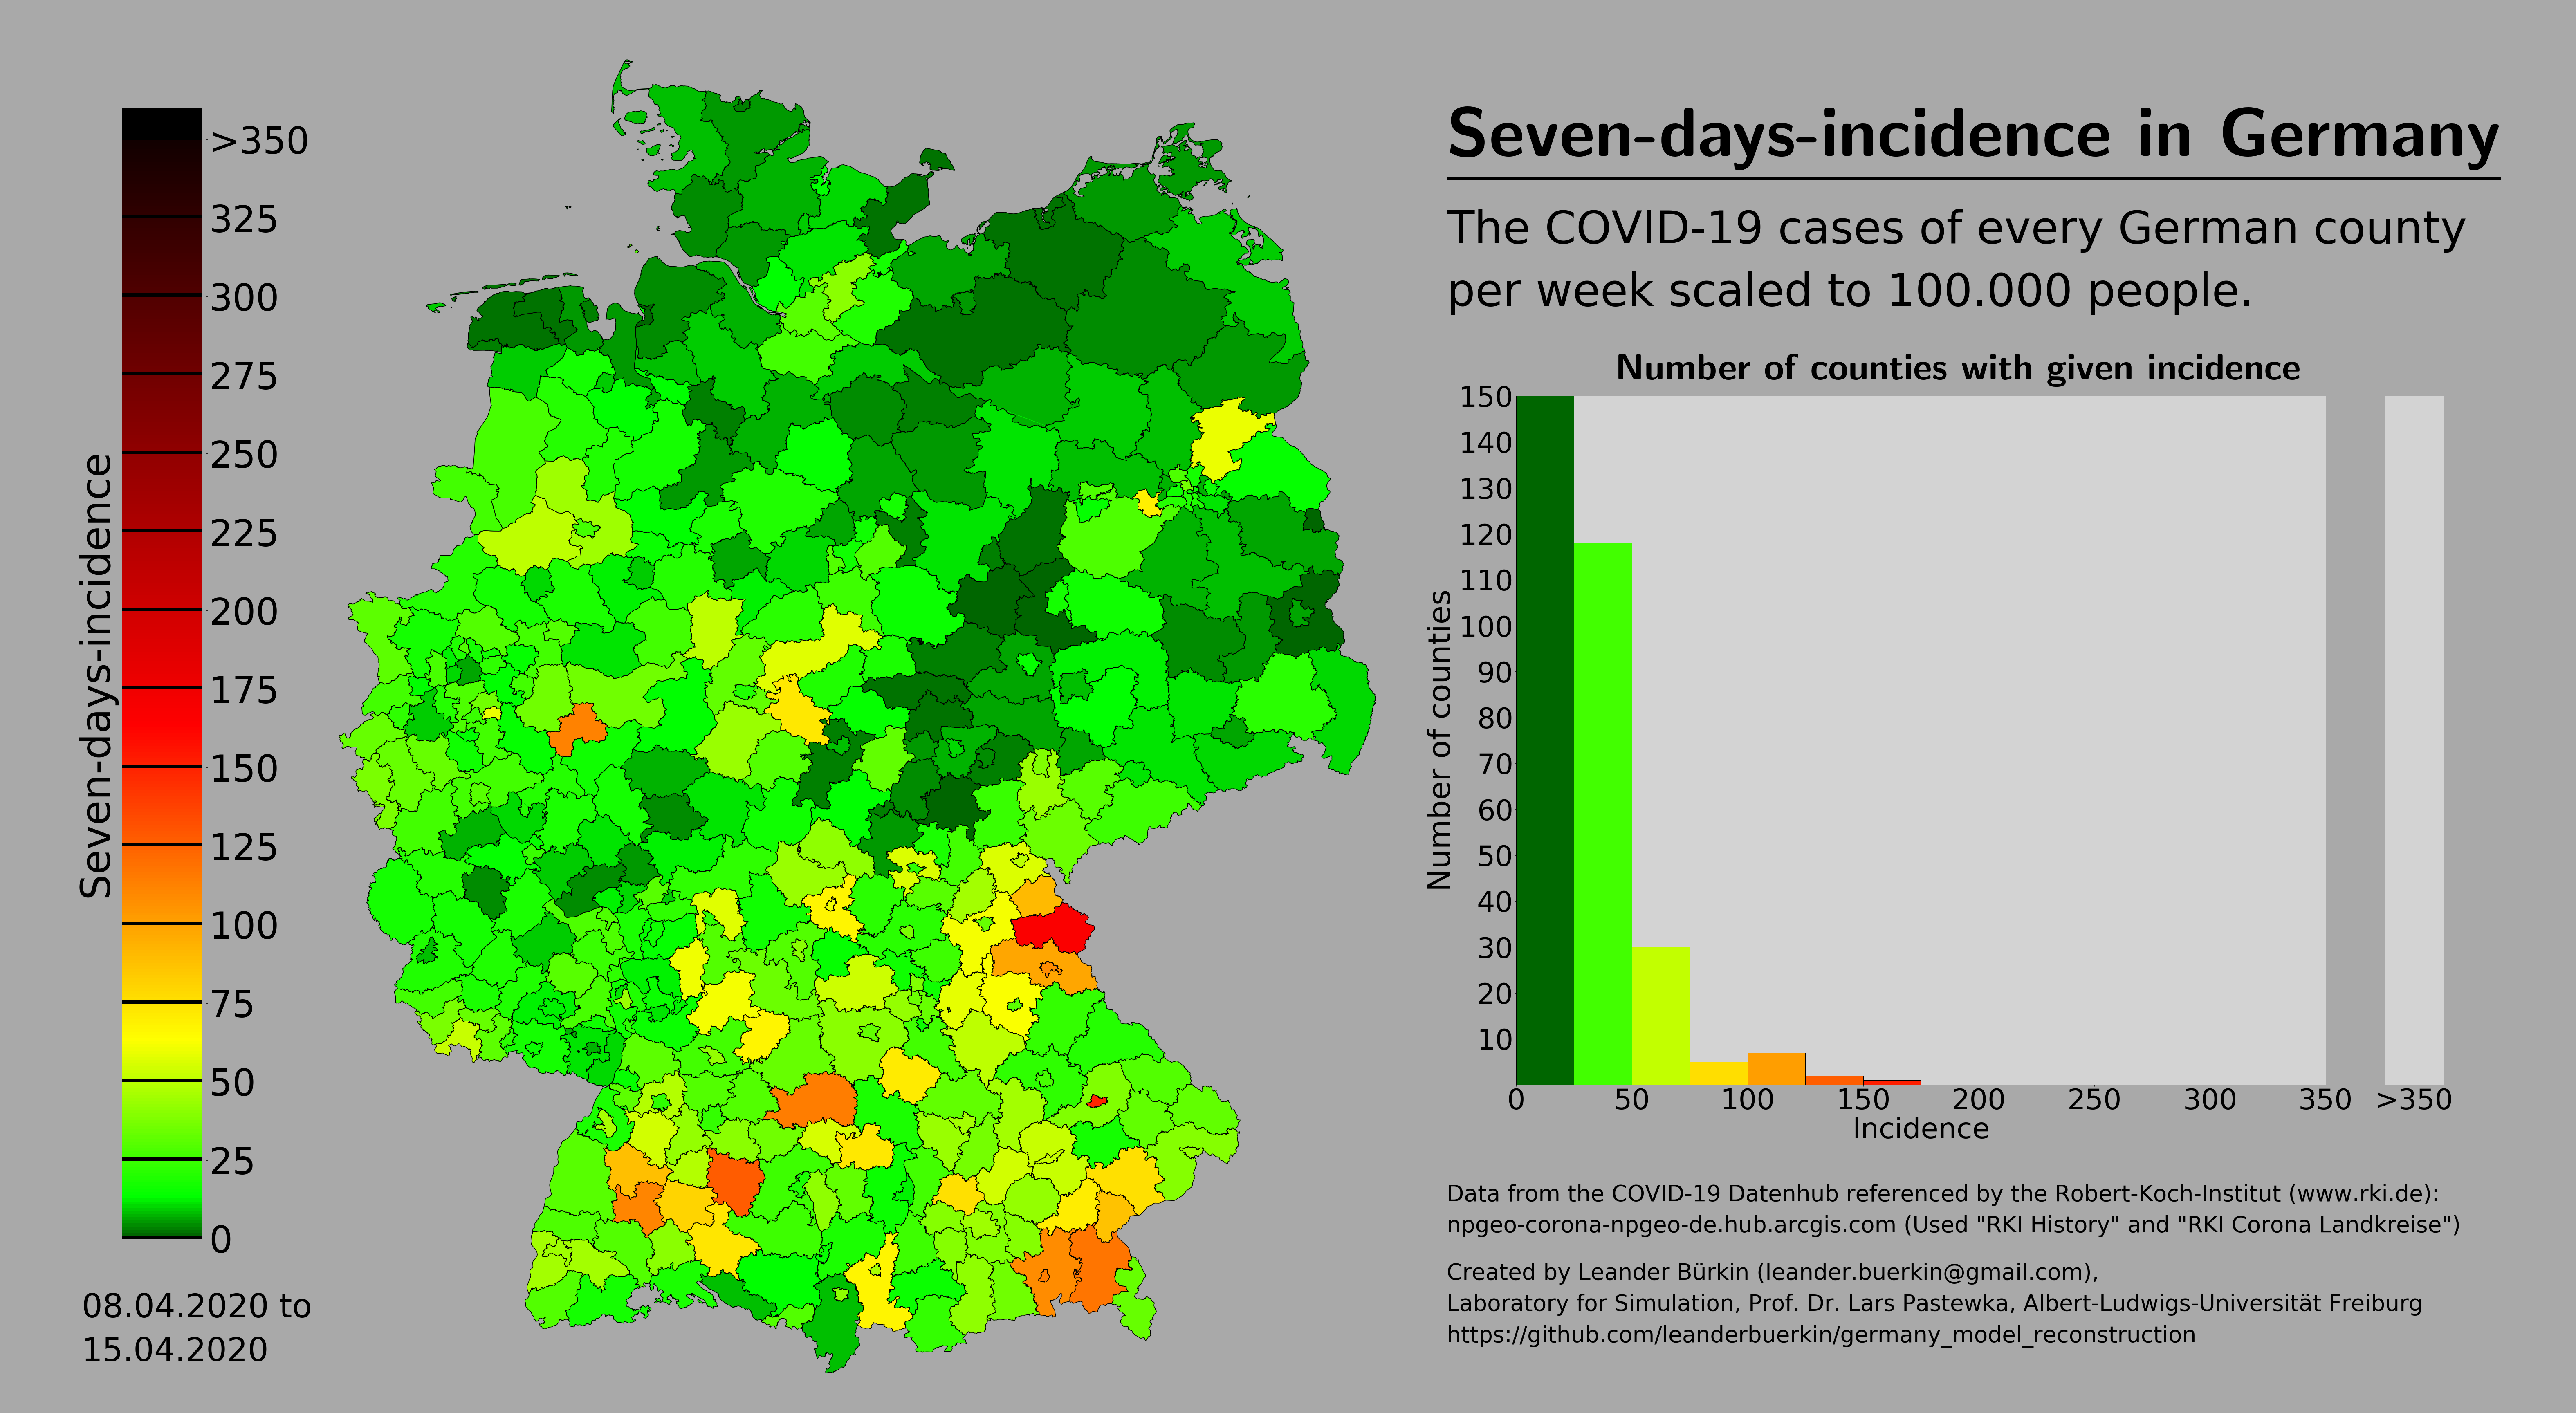 Seven-days-incidence in Germany
The COVID-19 cases of every German county
per week scaled to 100.000 people.
Seven-days-incidence
>350
325
300
275
250
225
200
175
150
125
100
75
50
25
0
08.04.2020 to
15.04.2020
Number of counties with given incidence
Number of counties
150
140
130
120
110
100
90
80
70
60
50
40
30
20
10
0 50 100 150 200 250 300 350 >350
Incidence
Data from the COVID-19 Datenhub referenced by the Robert-Koch-Institut (www.rki.de):
npgeo-corona-npgeo-de.hub.arcgis.com (Used "RKI History" and "RKI Corona Landkreise")
Created by Leander Bürkin (leander.buerkin@gmail.com),
Laboratory for Simulation, Prof. Dr. Lars Pastewka, Albert-Ludwigs-Universität Freiburg
https://github.com/leanderbuerkin/germany_model_reconstruction